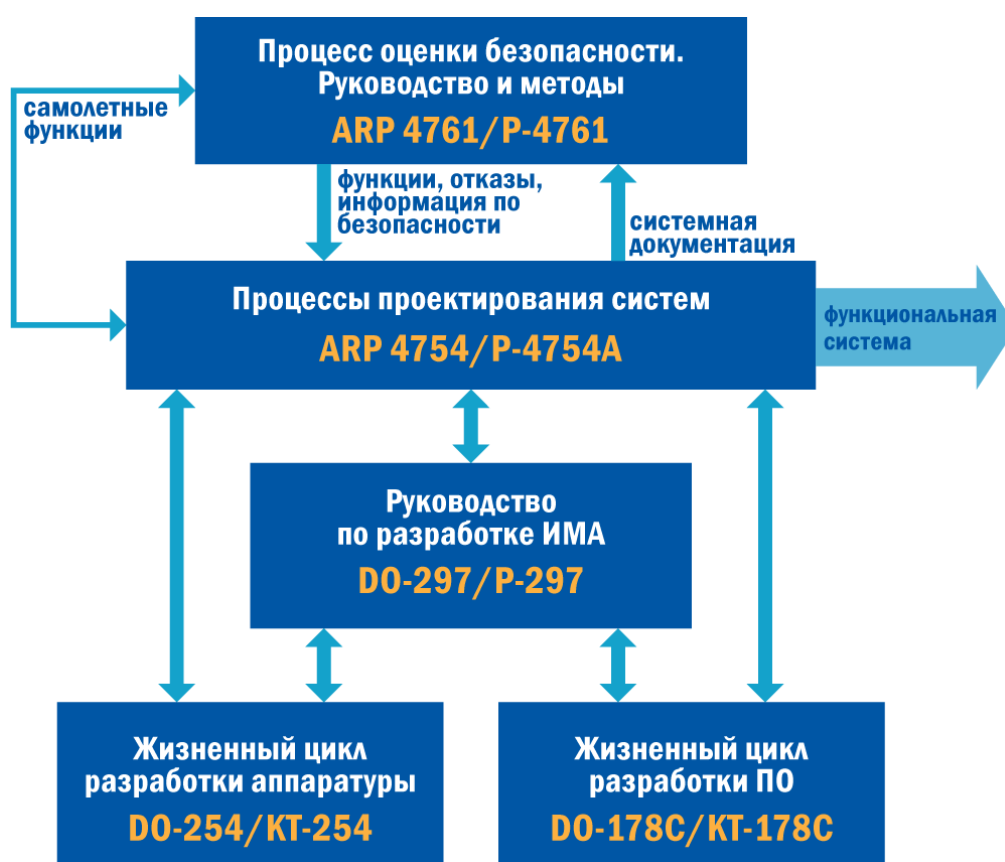 Процесс оценки безопасности.
Руководство и методы
ARP 4761/Р-4761
самолетные
функции
функции, отказы,
информация по
безопасности
системная
документация
Процессы проектирования систем
ARP 4754/Р-4754А
функциональная
система
Руководство
по разработке ИМА
DO-297/Р-297
Жизненный цикл
разработки аппаратуры
DO-254/КТ-254
Жизненный цикл
разработки ПО
DO-178C/КТ-178С